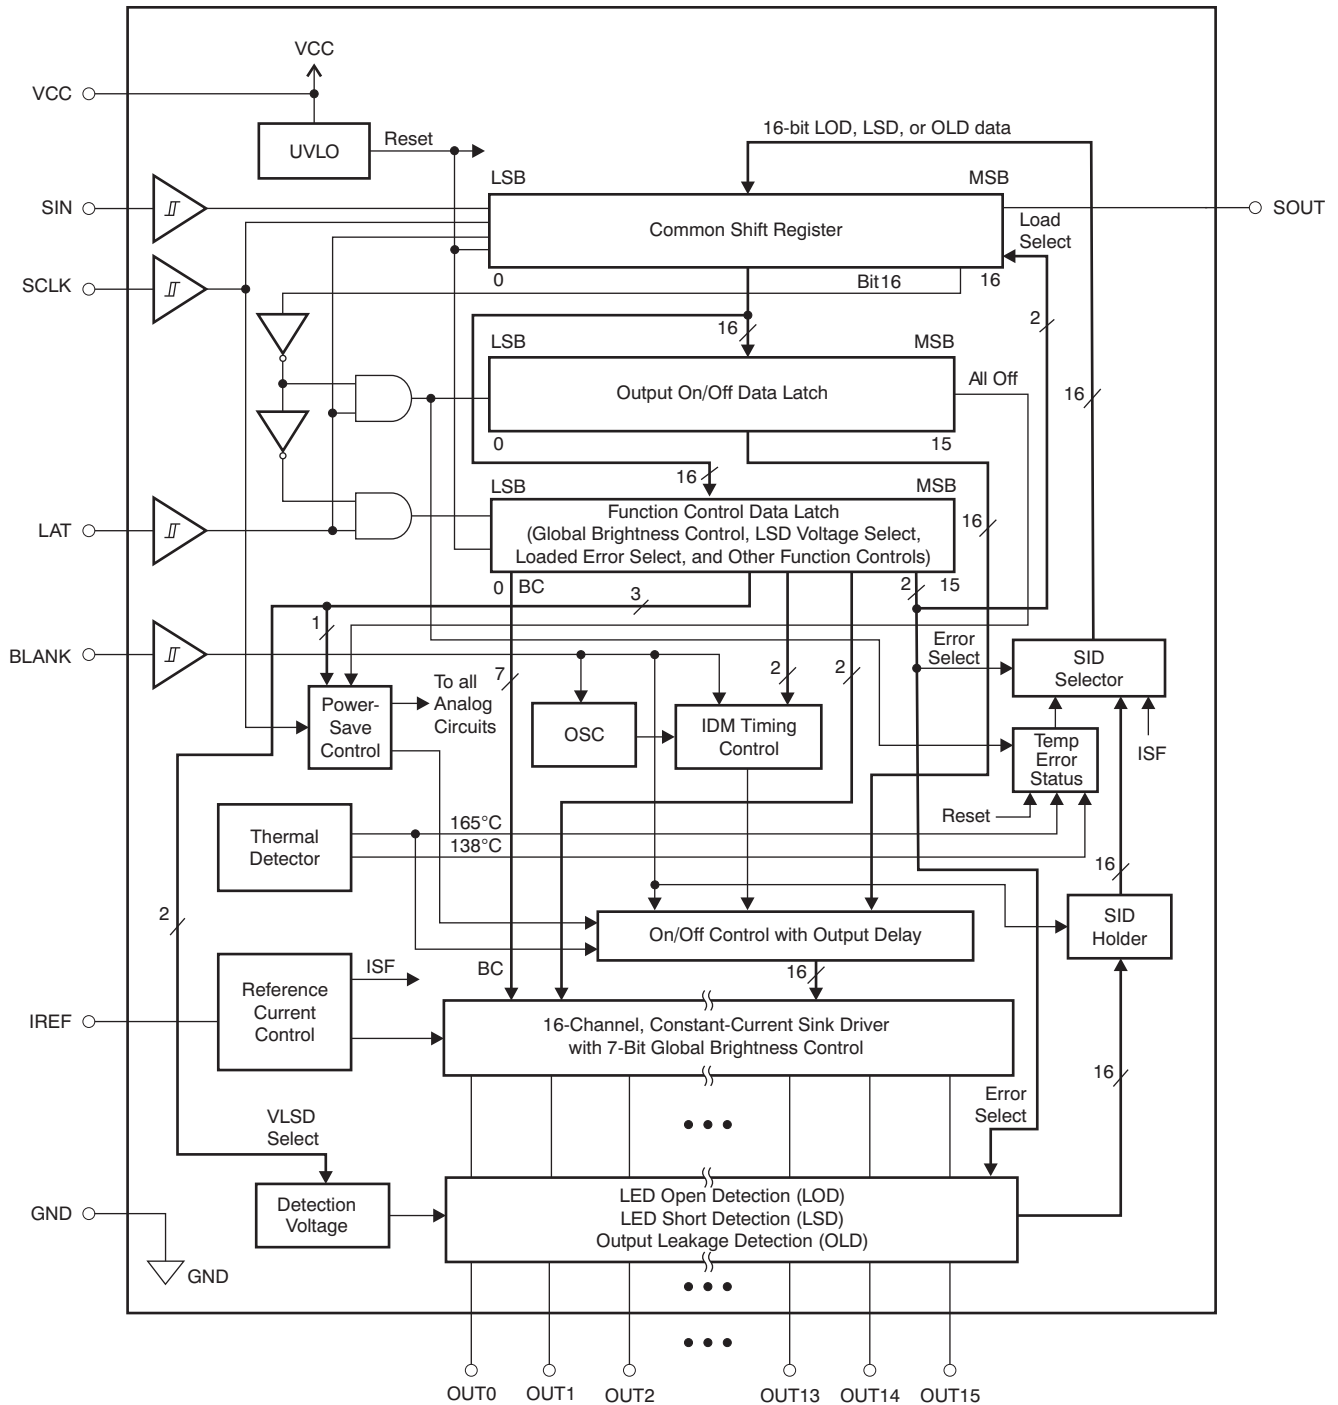 VCC
VCC
UVLO
Reset
16-bit LOD, LSD, or OLD data
LSB
MSB
SIN
Common Shift Register
SOUT
Load
Select
SCLK
0
Bit16
16
2
16
LSB
MSB
Output On/Off Data Latch
All Off
16
0
15
16
LSB
MSB
LAT
Function Control Data Latch
(Global Brightness Control, LSD Voltage Select,
Loaded Error Select, and Other Function Controls)
16
0
BC
3
2
15
1
BLANK
Error
Select
SID
Selector
7
2
2
To all
Analog
Circuits
Power-
Save
Control
OSC
IDM Timing
Control
Temp
Error
Status
ISF
Reset
Thermal
Detector
165°C
138°C
16
2
SID
Holder
On/Off Control with Output Delay
BC
16
ISF
Reference
Current
Control
IREF
16-Channel, Constant-Current Sink Driver
with 7-Bit Global Brightness Control
16
Error
Select
VLSD
Select
LED Open Detection (LOD)
LED Short Detection (LSD)
Output Leakage Detection (OLD)
Detection
Voltage
GND
GND
OUT0
OUT1
OUT2
OUT13
OUT14
OUT15